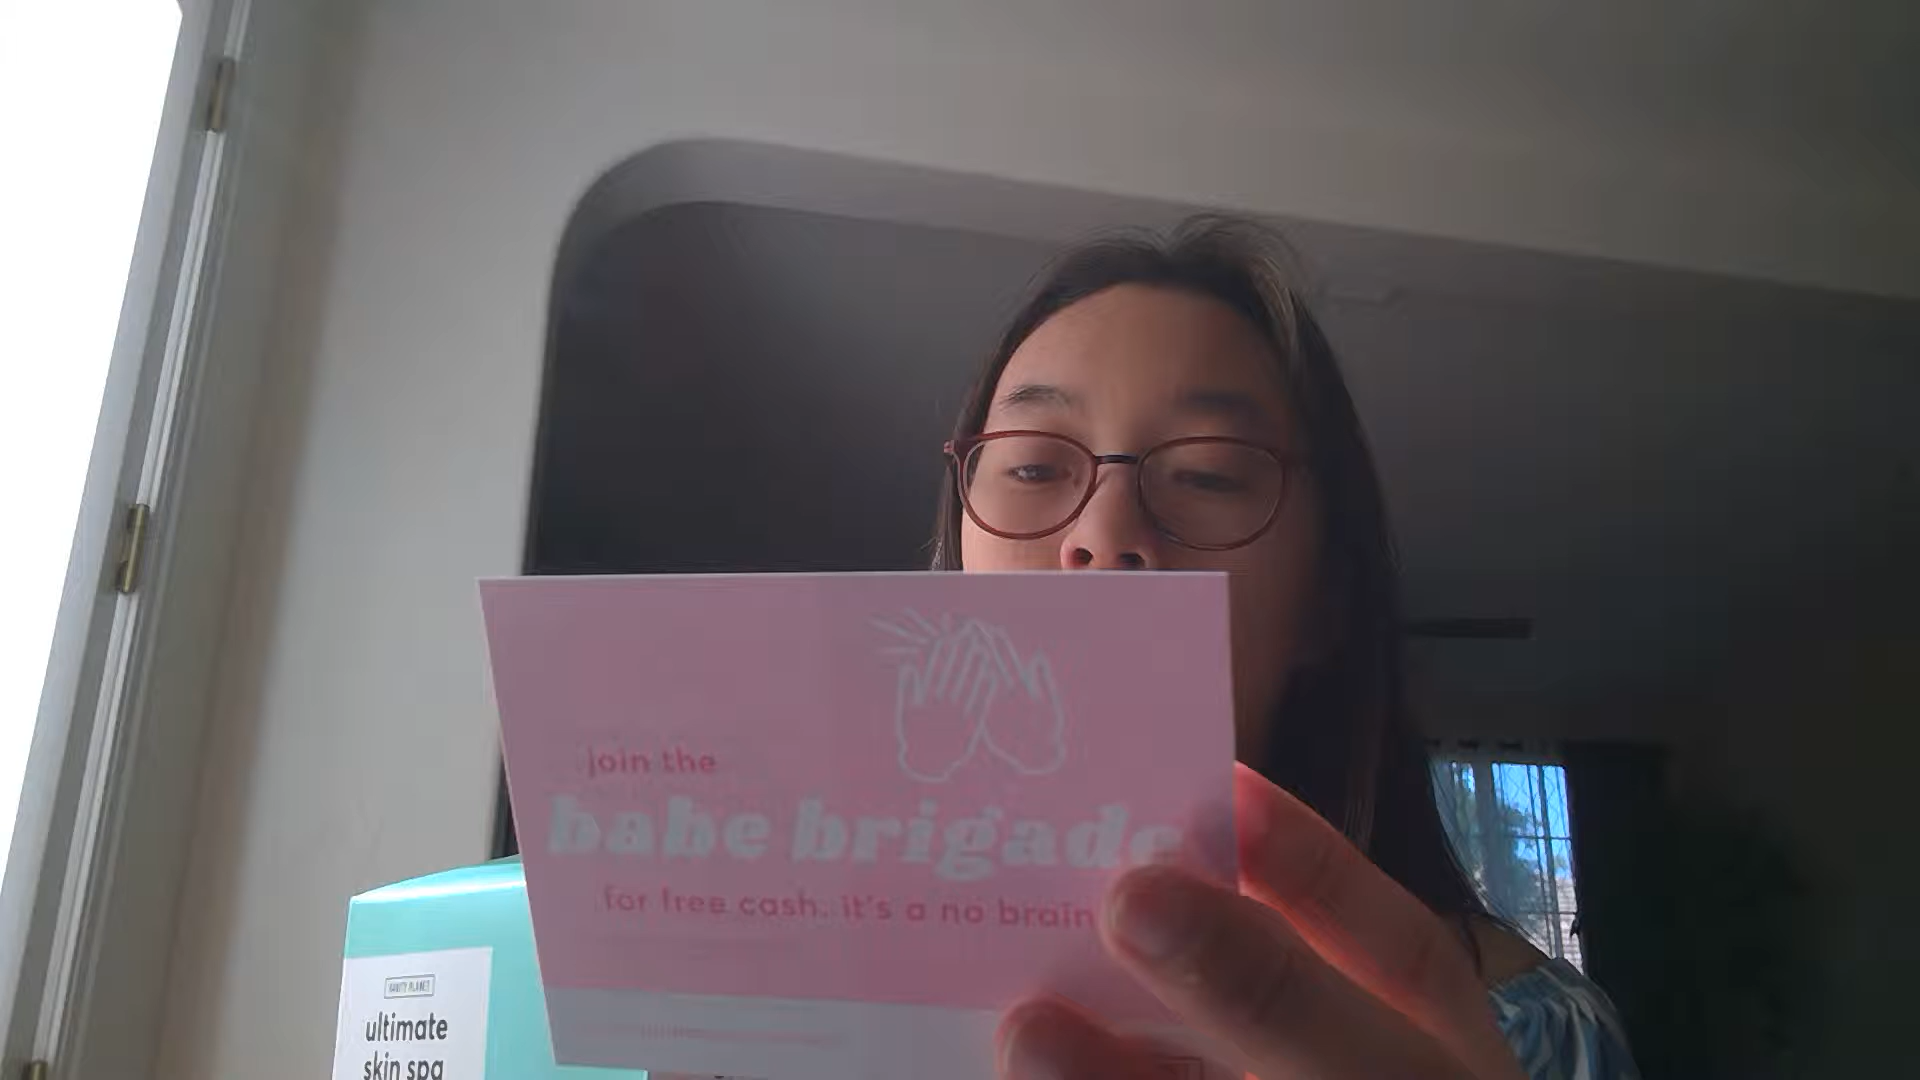 join the
babe brigade
for free cash. it's a no brain
VANITY PLANET
ultimate
skin spa